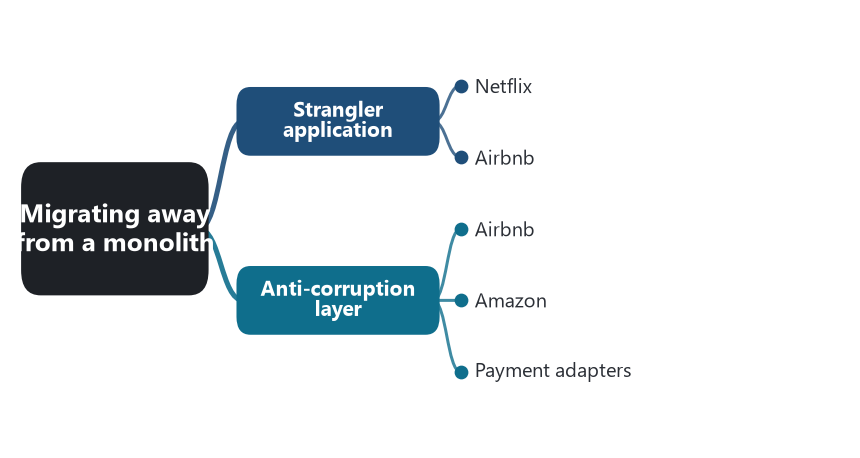 Migrating away
from a monolith
Strangler
application
Netflix
Airbnb
Anti-corruption
layer
Airbnb
Amazon
Payment adapters